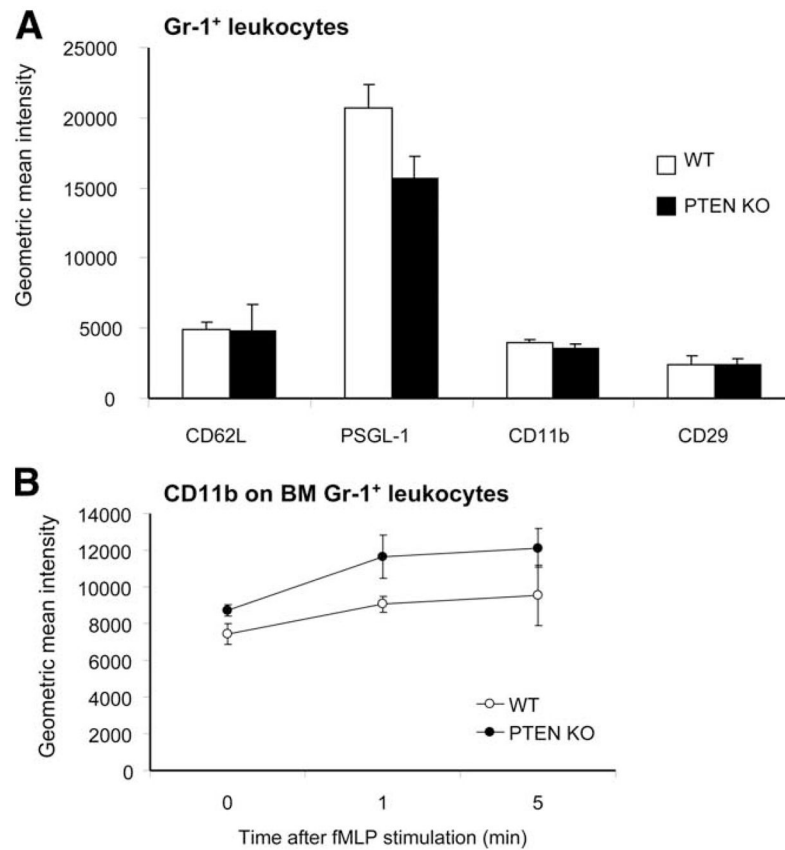 A
Gr-1⁺ leukocytes
25000
20000
15000
10000
5000
0
Geometric mean intensity
WT
PTEN KO
CD62L PSGL-1 CD11b CD29
B
CD11b on BM Gr-1⁺ leukocytes
14000
12000
10000
8000
6000
4000
2000
0
Geometric mean intensity
WT
PTEN KO
0 1 5
Time after fMLP stimulation (min)